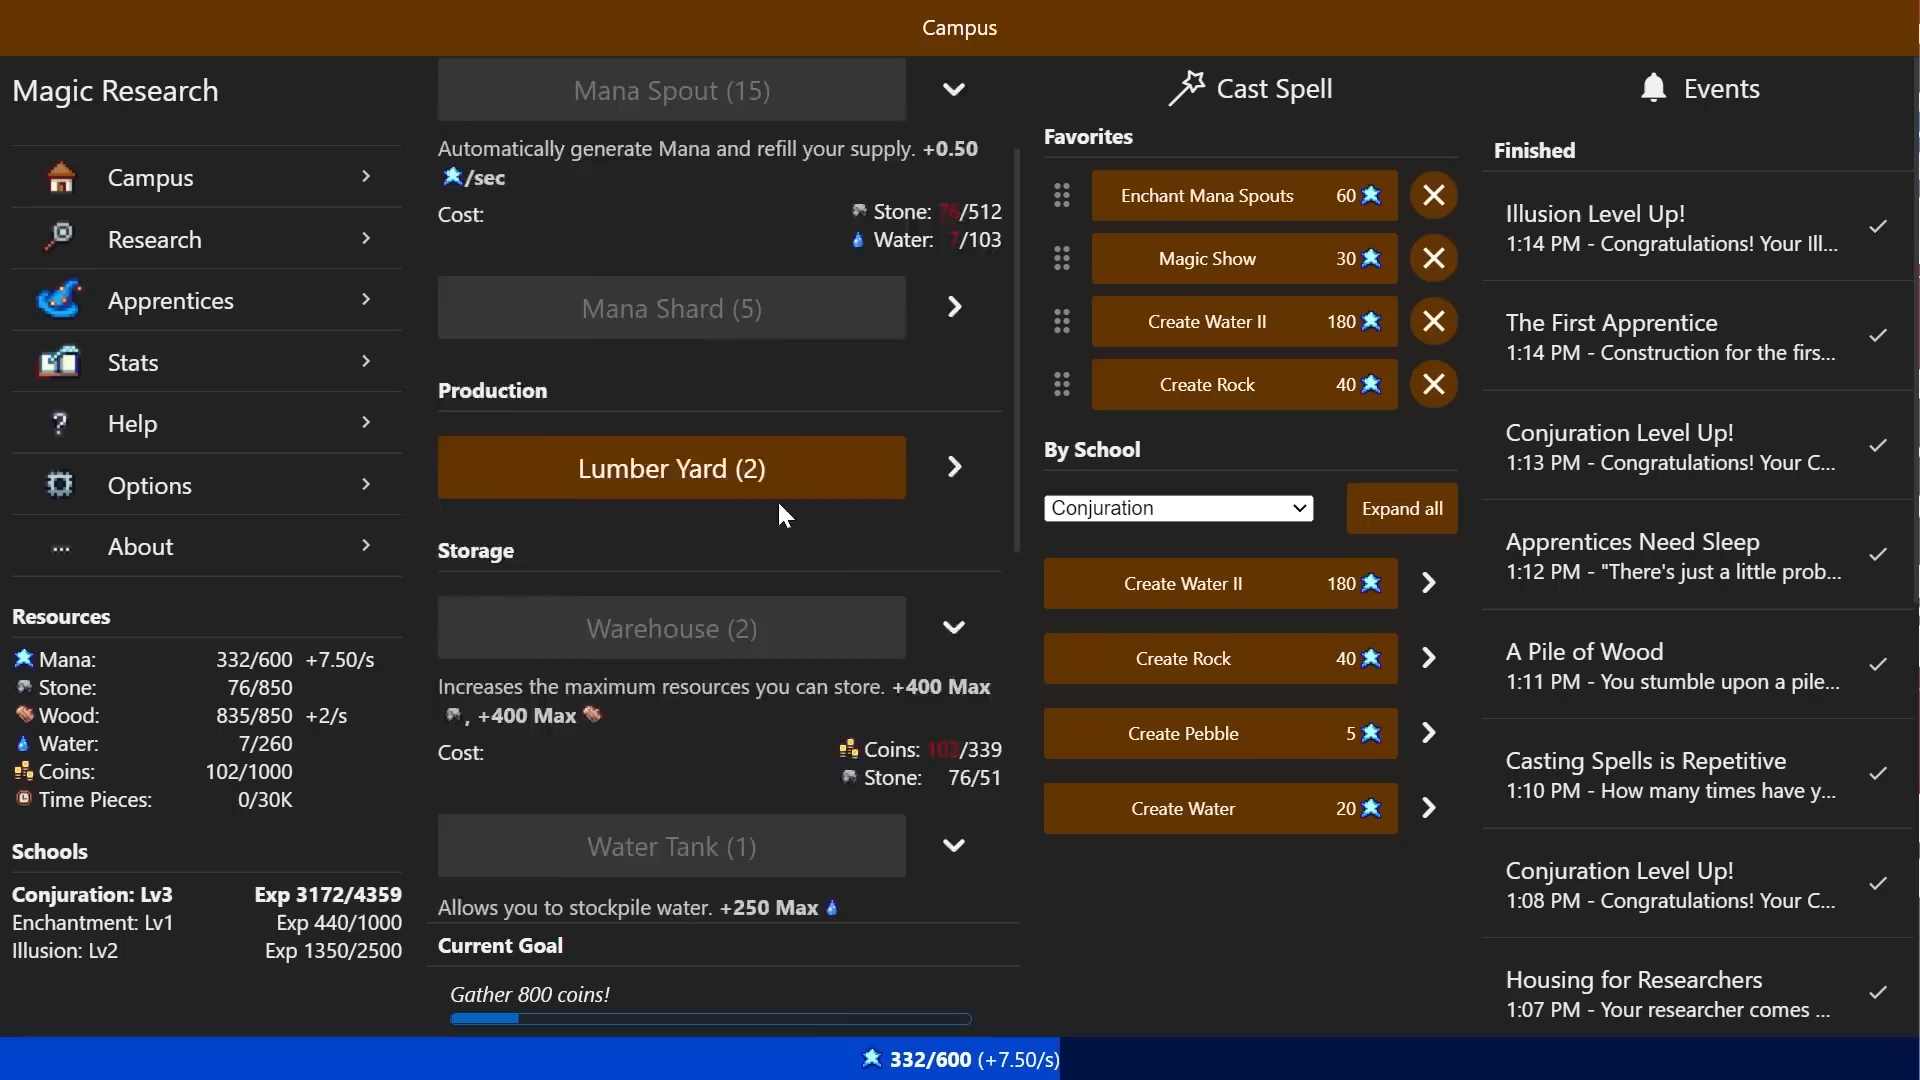 Campus
Magic Research
Campus
Research
Apprentices
Stats
Help
Options
About
Resources
Mana: 332/600 +7.50/s
Stone: 76/850
Wood: 835/850 +2/s
Water: 7/260
Coins: 102/1000
Time Pieces: 0/30K
Schools
Conjuration: Lv3 Exp 3172/4359
Enchantment: Lv1 Exp 440/1000
Illusion: Lv2 Exp 1350/2500
Mana Spout (15)
Automatically generate Mana and refill your supply. +0.50
/sec
Cost:
Stone: 76/512
Water: 7/103
Mana Shard (5)
Production
Lumber Yard (2)
Storage
Warehouse (2)
Increases the maximum resources you can store. +400 Max
, +400 Max
Cost:
Coins: 102/339
Stone: 76/51
Water Tank (1)
Allows you to stockpile water. +250 Max
Current Goal
Gather 800 coins!
Cast Spell
Favorites
Enchant Mana Spouts 60
Magic Show 30
Create Water II 180
Create Rock 40
By School
Conjuration
Expand all
Create Water II 180
Create Rock 40
Create Pebble 5
Create Water 20
Events
Finished
Illusion Level Up!
1:14 PM - Congratulations! Your Ill...
The First Apprentice
1:14 PM - Construction for the firs...
Conjuration Level Up!
1:13 PM - Congratulations! Your C...
Apprentices Need Sleep
1:12 PM - "There's just a little prob...
A Pile of Wood
1:11 PM - You stumble upon a pile...
Casting Spells is Repetitive
1:10 PM - How many times have y...
Conjuration Level Up!
1:08 PM - Congratulations! Your C...
Housing for Researchers
1:07 PM - Your researcher comes ...
332/600 (+7.50/s)